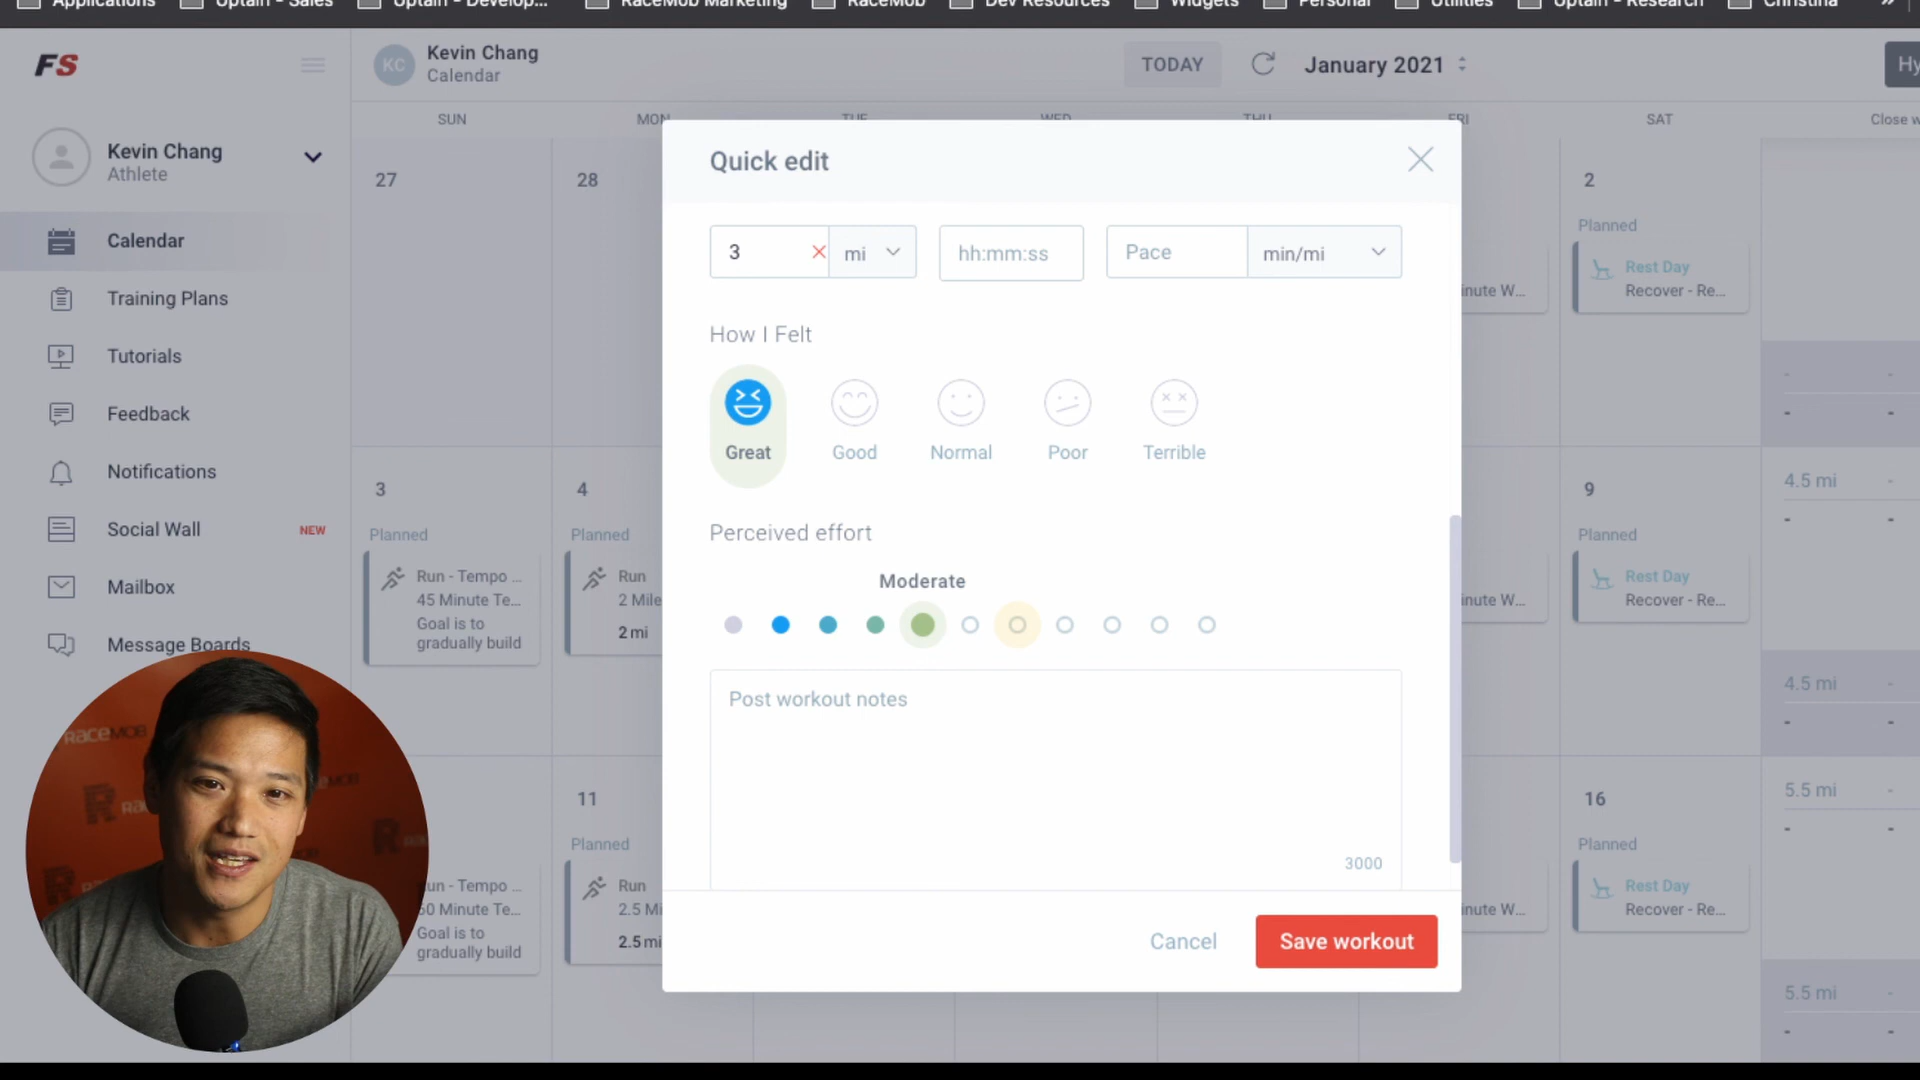 Applications
Uptain - Sales
Uptain - Develop...
RaceMob Marketing
RaceMob
Dev Resources
Widgets
Personal
Utilities
Uptain - Research
Christina
»
FS
KC
Kevin Chang
Calendar
TODAY
January 2021
Hy
SUN
MON
TUE
WED
THU
FRI
SAT
Close w
Kevin Chang
Athlete
Calendar
Training Plans
Tutorials
Feedback
Notifications
Social Wall
NEW
Mailbox
Message Boards
27
28
2
Planned
Rest Day
Recover - Re...
inute W...
Quick edit
3
mi
hh:mm:ss
Pace
min/mi
How I Felt
Great
Good
Normal
Poor
Terrible
Perceived effort
Moderate
Post workout notes
3000
Cancel
Save workout
-
-
-
-
3
Planned
Run - Tempo ...
45 Minute Te...
Goal is to
gradually build
4
Planned
Run
2 Mile
2 mi
inute W...
9
Planned
Rest Day
Recover - Re...
4.5 mi
-
-
-
4.5 mi
-
-
-
un - Tempo ...
50 Minute Te...
Goal is to
gradually build
11
Planned
Run
2.5 Mi
2.5 mi
inute W...
16
Planned
Rest Day
Recover - Re...
5.5 mi
-
-
-
5.5 mi
-
-
-
RACEMOB